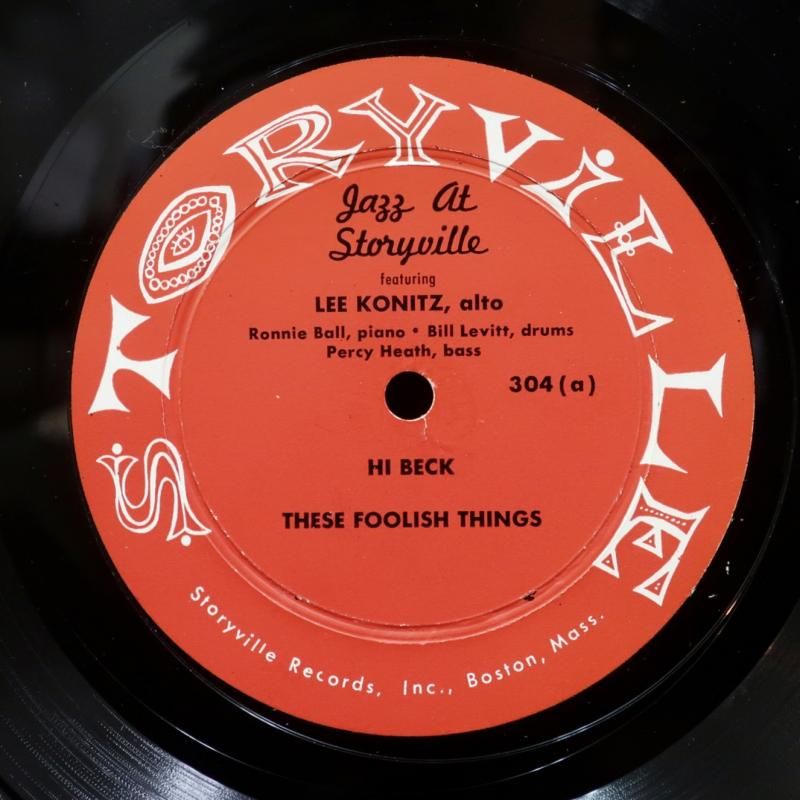 STORYViLLE
Jazz At
Storyville
featuring
LEE KONITZ, alto
Ronnie Ball, piano • Bill Levitt, drums
Percy Heath, bass
304 (a)
HI BECK
THESE FOOLISH THINGS
Storyville Records, Inc., Boston, Mass.